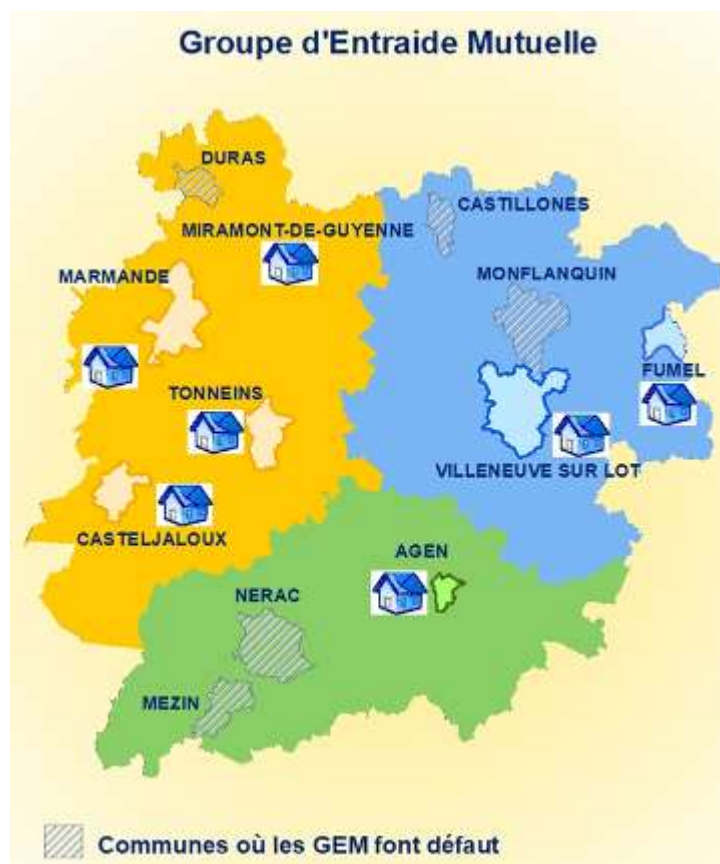 Groupe d'Entraide Mutuelle
DURAS
CASTILLONES
MIRAMONT-DE-GUYENNE
MONFLANQUIN
MARMANDE
FUMEL
TONNEINS
VILLENEUVE SUR LOT
CASTELJALOUX
AGEN
NERAC
MEZIN
Communes où les GEM font défaut